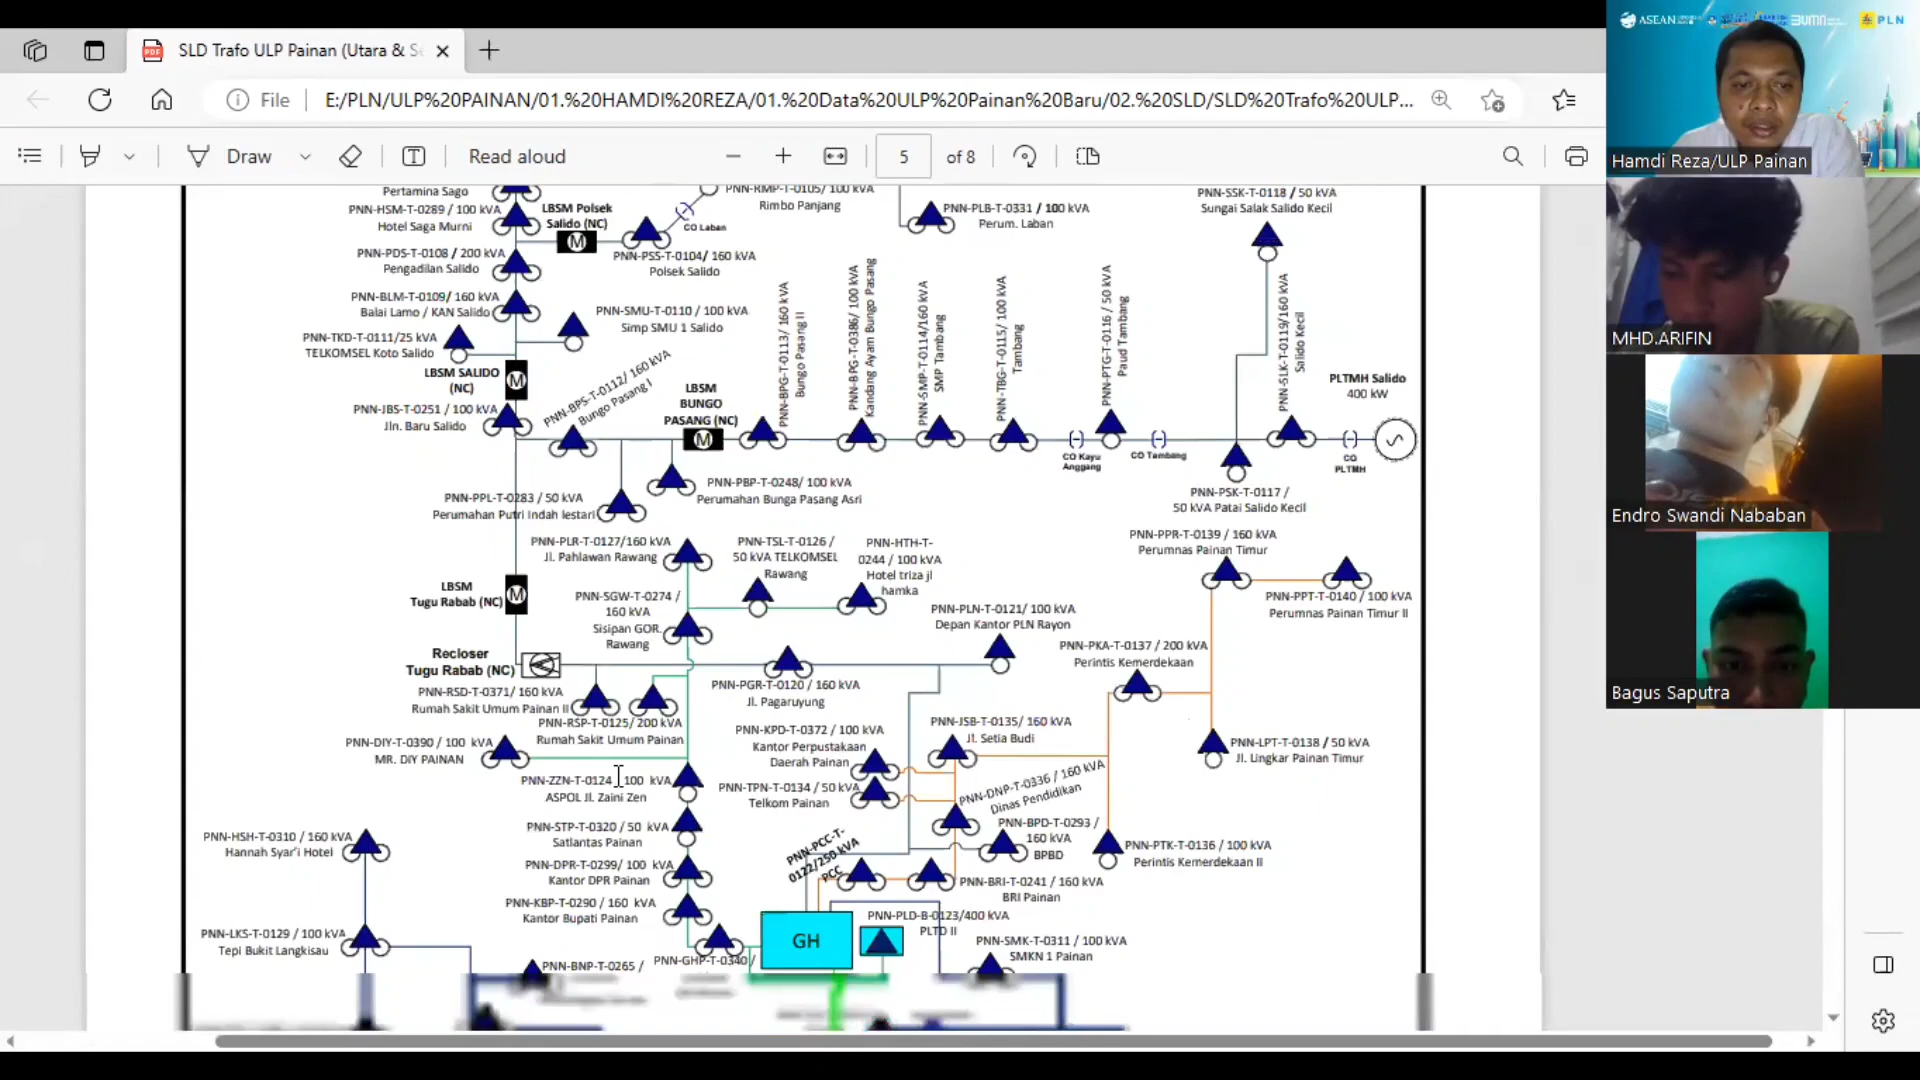 SLD Trafo ULP Painan (Utara & Se
File
E:/PLN/ULP%20PAINAN/01.%20HAMDI%20REZA/01.%20Data%20ULP%20Painan%20Baru/02.%20SLD/SLD%20Trafo%20ULP...
Draw
Read aloud
5
of 8
ASEAN
BUMN
PLN
Hamdi Reza/ULP Painan
MHD.ARIFIN
Endro Swandi Nababan
Bagus Saputra
Pertamina Sago
PNN-HSM-T-0289 / 100 kVA
Hotel Saga Murni
LBSM Polsek
Salido (NC)
M
PNN-RMP-T-0105/ 100 kVA
Rimbo Panjang
CO Laban
PNN-PLB-T-0331 / 100 kVA
Perum. Laban
PNN-SSK-T-0118 / 50 kVA
Sungai Salak Salido Kecil
PNN-PDS-T-0108 / 200 kVA
Pengadilan Salido
PNN-PSS-T-0104/ 160 kVA
Polsek Salido
PNN-BLM-T-0109/ 160 kVA
Balai Lamo / KAN Salido
PNN-SMU-T-0110 / 100 kVA
Simp SMU 1 Salido
PNN-TKD-T-0111/25 kVA
TELKOMSEL Koto Salido
LBSM SALIDO
(NC)
M
PNN-JBS-T-0251 / 100 kVA
Jln. Baru Salido
PNN-BPS-T-0112/ 160 kVA
Bungo Pasang I
LBSM
BUNGO
PASANG (NC)
M
PNN-BPG-T-0113/ 160 kVA
Bungo Pasang II
PNN-BPG-T-0386/ 100 kVA
Kandang Ayam Bungo Pasang
PNN-SMP-T-0114/160 kVA
SMP Tambang
PNN-TBG-T-0115/ 100 kVA
Tambang
PNN-PTG-T-0116 / 50 kVA
Paud Tambang
PNN-SLK-T-0119/160 kVA
Salido Kecil
PLTMH Salido
400 kW
CO Kayu
Anggang
CO Tambang
CO
PLTMH
PNN-PSK-T-0117 /
50 kVA Patai Salido Kecil
PNN-PBP-T-0248/ 100 kVA
Perumahan Bunga Pasang Asri
PNN-PPL-T-0283 / 50 kVA
Perumahan Putri Indah lestari
PNN-PLR-T-0127/160 kVA
Jl. Pahlawan Rawang
PNN-TSL-T-0126 /
50 kVA TELKOMSEL
Rawang
PNN-HTH-T-
0244 / 100 kVA
Hotel triza jl
hamka
PNN-PPR-T-0139 / 160 kVA
Perumnas Painan Timur
PNN-PPT-T-0140 / 100 kVA
Perumnas Painan Timur II
LBSM
Tugu Rabab (NC)
M
PNN-SGW-T-0274 /
160 kVA
Sisipan GOR.
Rawang
PNN-PLN-T-0121/ 100 kVA
Depan Kantor PLN Rayon
PNN-PKA-T-0137 / 200 kVA
Perintis Kemerdekaan
Recloser
Tugu Rabab (NC)
PNN-RSD-T-0371/ 160 kVA
Rumah Sakit Umum Painan II
PNN-PGR-T-0120 / 160 kVA
Jl. Pagaruyung
PNN-RSP-T-0125/ 200 kVA
Rumah Sakit Umum Painan
PNN-KPD-T-0372 / 100 kVA
Kantor Perpustakaan
Daerah Painan
PNN-JSB-T-0135/ 160 kVA
Jl. Setia Budi
PNN-DIY-T-0390 / 100 kVA
MR. DIY PAINAN
PNN-LPT-T-0138 / 50 kVA
Jl. Lingkar Painan Timur
PNN-ZZN-T-0124 / 100 kVA
ASPOL Jl. Zaini Zen
PNN-TPN-T-0134 / 50 kVA
Telkom Painan
PNN-DNP-T-0336 / 160 kVA
Dinas Pendidikan
PNN-STP-T-0320 / 50 kVA
Satlantas Painan
PNN-BPD-T-0293 /
160 kVA
BPBD
PNN-HSH-T-0310 / 160 kVA
Hannah Syar'i Hotel
PNN-PCC-T-
0122/250 kVA
PCC
PNN-PTK-T-0136 / 100 kVA
Perintis Kemerdekaan II
PNN-DPR-T-0299/ 100 kVA
Kantor DPR Painan
PNN-BRI-T-0241 / 160 kVA
BRI Painan
PNN-KBP-T-0290 / 160 kVA
Kantor Bupati Painan
PNN-PLD-B-0123/400 kVA
PLTD II
GH
PNN-LKS-T-0129 / 100 kVA
Tepi Bukit Langkisau
PNN-SMK-T-0311 / 100 kVA
SMKN 1 Painan
PNN-BNP-T-0265 /
PNN-GHP-T-0340/